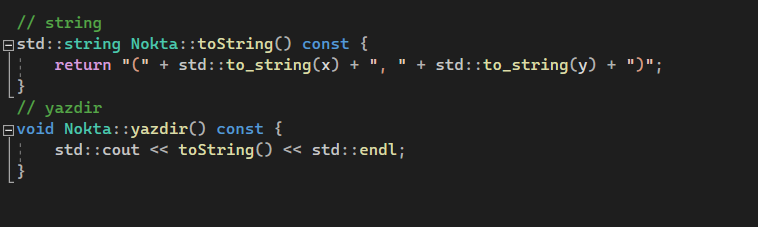 // string
std::string Nokta::toString() const {
    return "(" + std::to_string(x) + ", " + std::to_string(y) + ")";
}
// yazdir
void Nokta::yazdir() const {
    std::cout << toString() << std::endl;
}